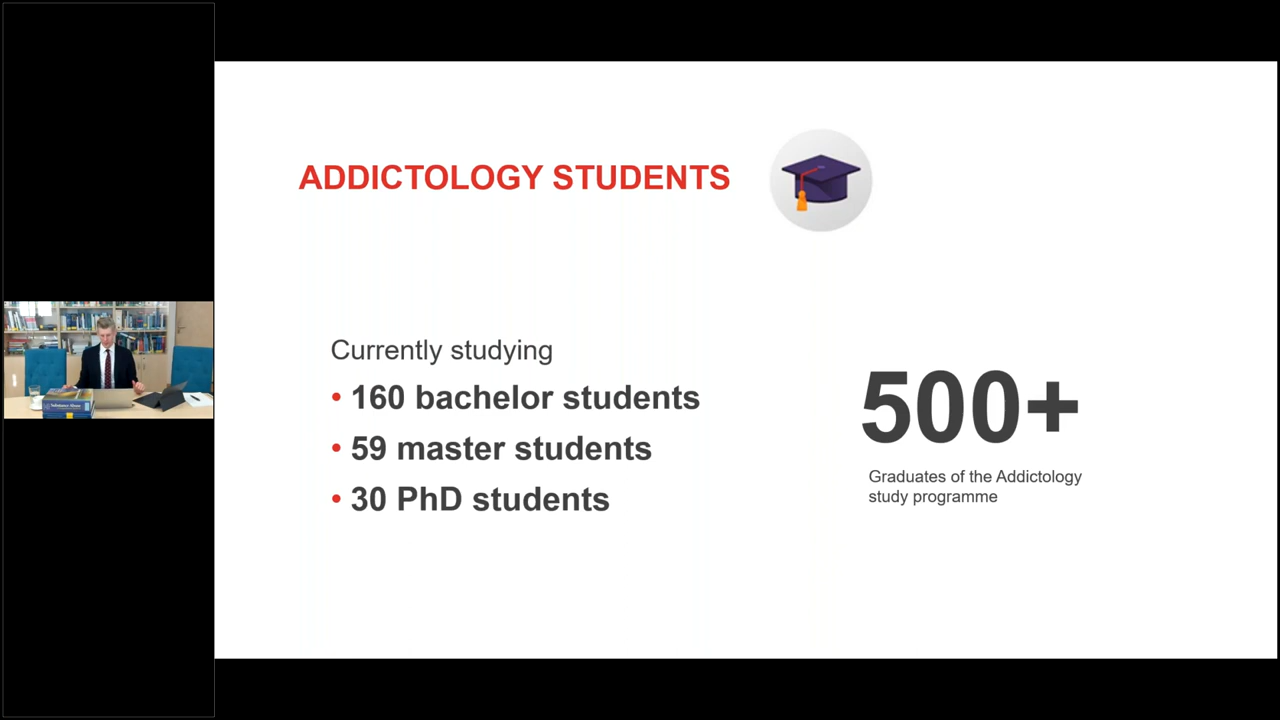 ADDICTOLOGY STUDENTS
Currently studying
• 160 bachelor students
• 59 master students
• 30 PhD students
500+
Graduates of the Addictology
study programme